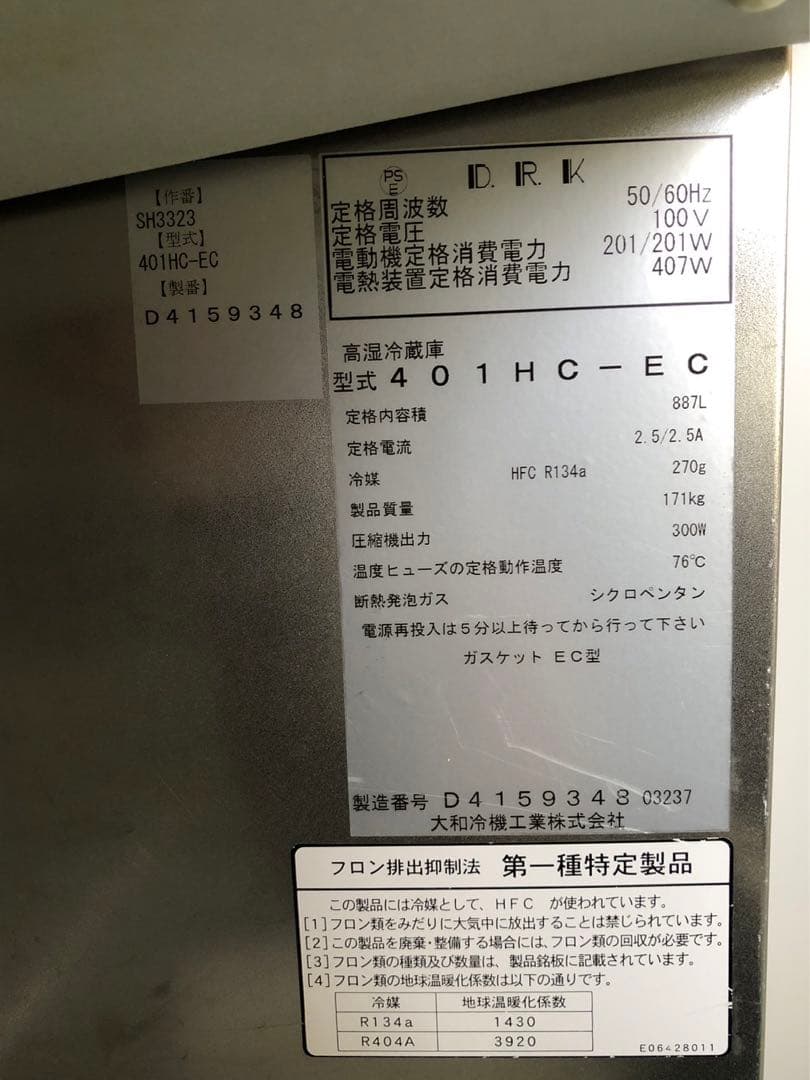 【作番】
SH3323
【型式】
401HC-EC
【製番】
D4159348
PS
E
D.R.K
定格周波数 50/60Hz
定格電圧 100V
電動機定格消費電力 201/201W
電熱装置定格消費電力 407W
高湿冷蔵庫
型式 401HC-EC
定格内容積 887L
定格電流 2.5/2.5A
冷媒 HFC R134a 270g
製品質量 171kg
圧縮機出力 300W
温度ヒューズの定格動作温度 76℃
断熱発泡ガス シクロペンタン
電源再投入は5分以上待ってから行って下さい
ガスケット EC型
製造番号 D4159348 03237
大和冷機工業株式会社
フロン排出抑制法 第一種特定製品
この製品には冷媒として、HFC が使われています。
[1]フロン類をみだりに大気中に放出することは禁じられています。
[2]この製品を廃棄・整備する場合には、フロン類の回収が必要です。
[3]フロン類の種類及び数量は、製品銘板に記載されています。
[4]フロン類の地球温暖化係数は以下の通りです。
冷媒 地球温暖化係数
R134a 1430
R404A 3920
E06428011